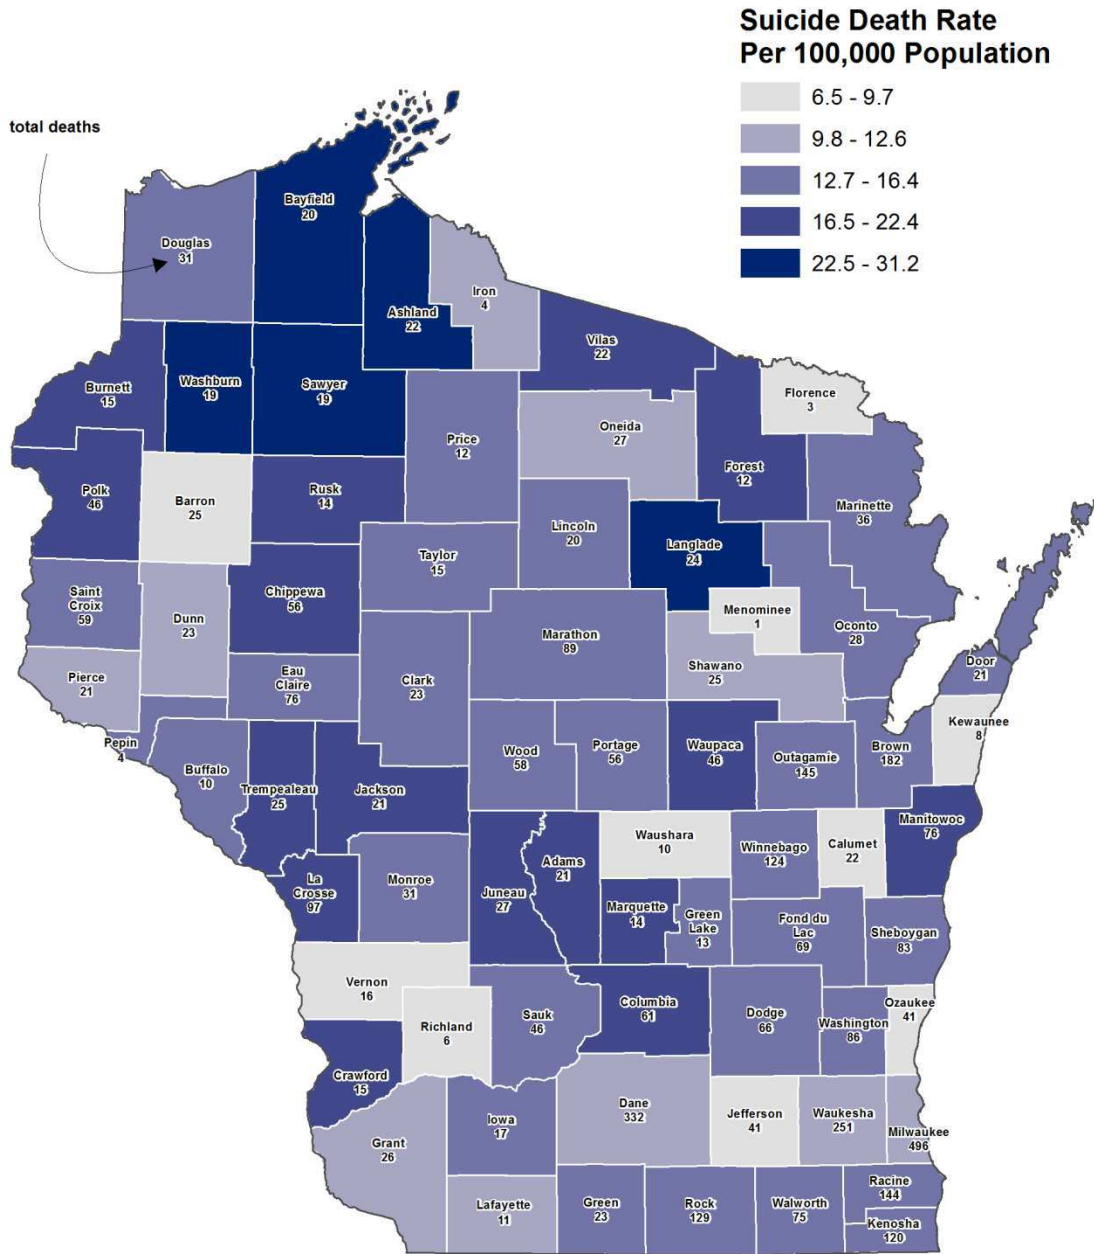 Suicide Death Rate
Per 100,000 Population
6.5 - 9.7
9.8 - 12.6
12.7 - 16.4
16.5 - 22.4
22.5 - 31.2
total deaths
Bayfield
20
Douglas
31
Iron
4
Ashland
22
Vilas
22
Burnett
15
Washburn
19
Sawyer
19
Florence
3
Oneida
27
Price
12
Forest
12
Polk
46
Barron
25
Rusk
14
Marinette
36
Lincoln
20
Langlade
24
Taylor
15
Saint
Croix
59
Dunn
23
Chippewa
56
Menominee
1
Marathon
89
Oconto
28
Shawano
25
Door
21
Pierce
21
Eau
Claire
76
Clark
23
Kewaunee
8
Pepin
4
Buffalo
10
Wood
58
Portage
56
Waupaca
46
Outagamie
145
Brown
182
Trempealeau
25
Jackson
21
Manitowoc
76
Waushara
10
Winnebago
124
Calumet
22
La
Crosse
97
Monroe
31
Juneau
27
Adams
21
Marquette
14
Green
Lake
13
Fond du
Lac
69
Sheboygan
83
Vernon
16
Richland
6
Sauk
46
Columbia
61
Dodge
66
Washington
86
Ozaukee
41
Crawford
15
Iowa
17
Dane
332
Jefferson
41
Waukesha
251
Milwaukee
496
Grant
26
Lafayette
11
Green
23
Rock
129
Walworth
75
Racine
144
Kenosha
120